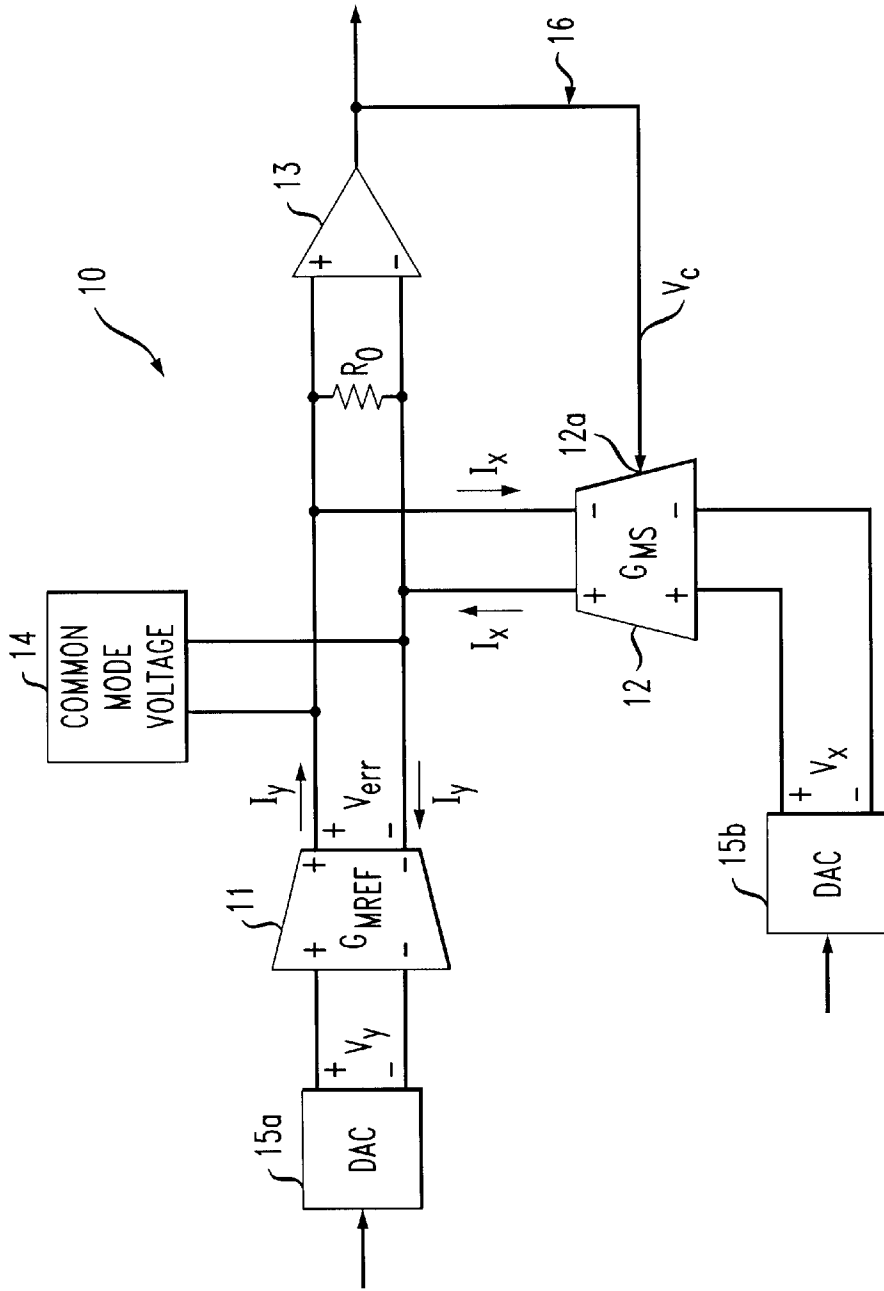 10
14
COMMON
MODE
VOLTAGE
13
+
-
R0
16
Vc
15a
DAC
+
Vy
-
11
+
+
GMREF
-
-
Iy
+
Verr
-
Iy
Ix
Ix
12a
+
-
GMS
+
-
12
15b
DAC
+
Vx
-